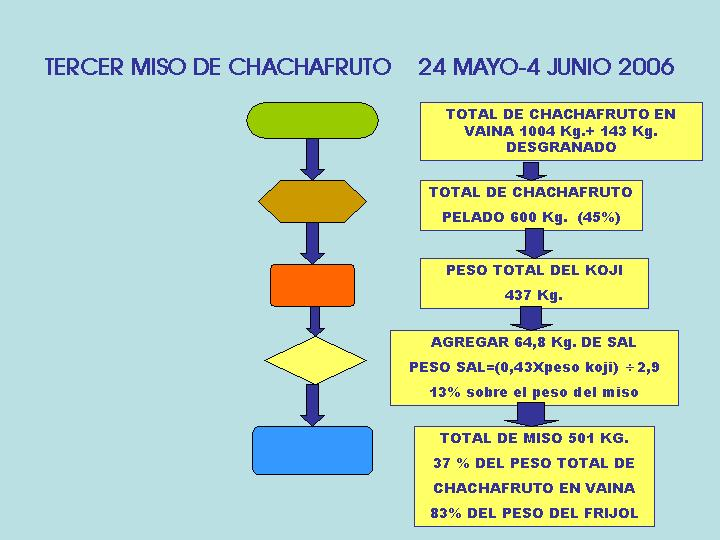 TERCER MISO DE CHACHAFRUTO 24 MAYO-4 JUNIO 2006
TOTAL DE CHACHAFRUTO EN
VAINA 1004 Kg.+ 143 Kg.
DESGRANADO
TOTAL DE CHACHAFRUTO
PELADO 600 Kg. (45%)
PESO TOTAL DEL KOJI
437 Kg.
AGREGAR 64,8 Kg. DE SAL
PESO SAL=(0,43Xpeso koji) ÷2,9
13% sobre el peso del miso
TOTAL DE MISO 501 KG.
37 % DEL PESO TOTAL DE
CHACHAFRUTO EN VAINA
83% DEL PESO DEL FRIJOL